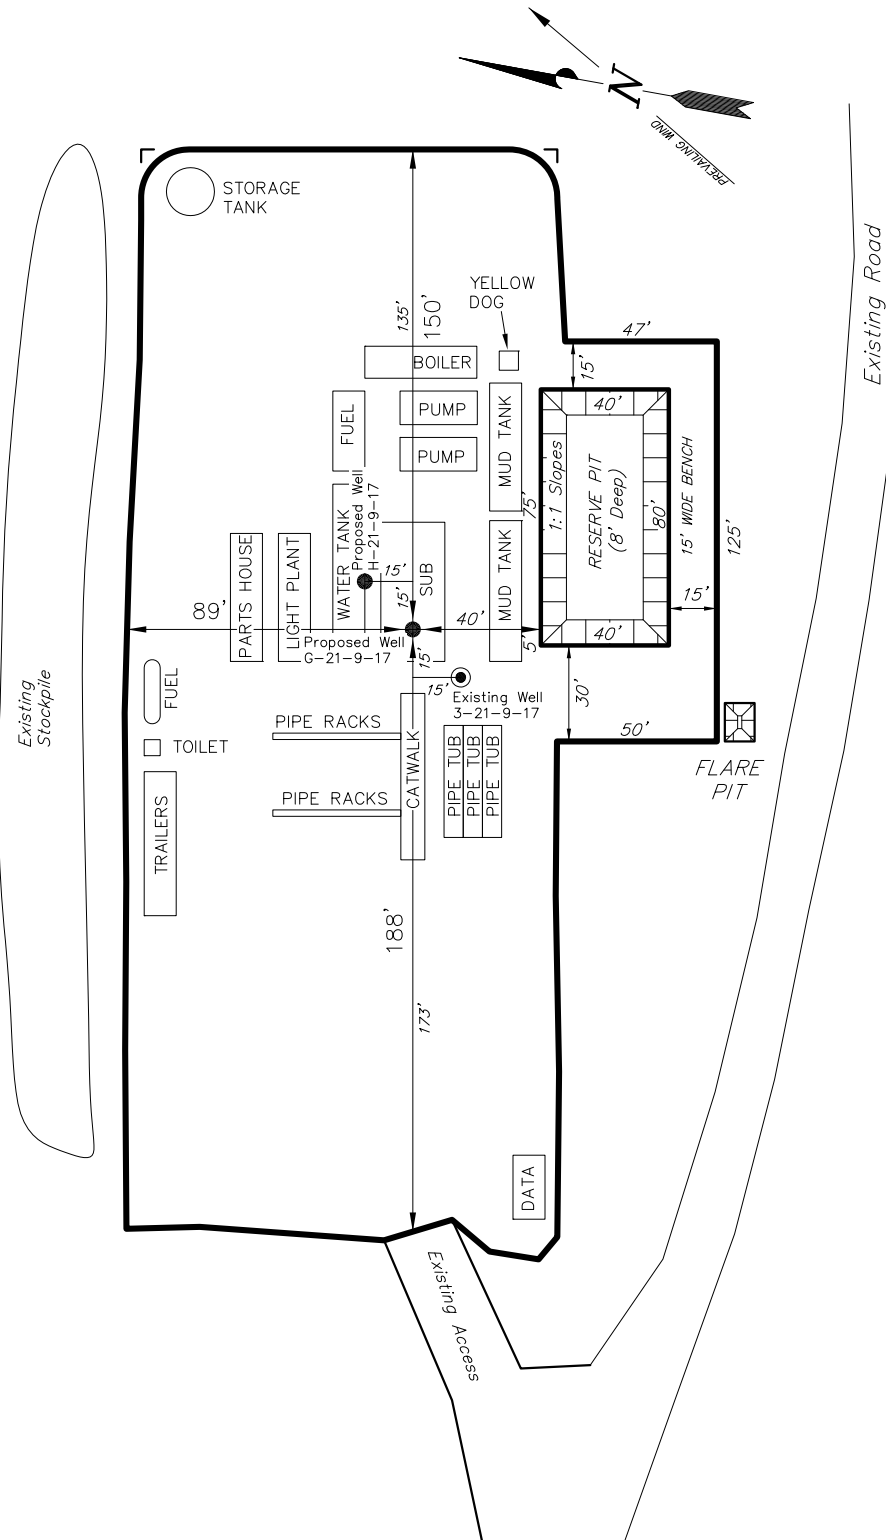 N
PREVAILING WIND
STORAGE
TANK
Existing Road
YELLOW
DOG
135'
150'
47'
15'
BOILER
FUEL
PUMP
PUMP
MUD TANK
40'
1:1 Slopes
RESERVE PIT
(8' Deep)
80'
15' WIDE BENCH
125'
75'
PARTS HOUSE
LIGHT PLANT
WATER TANK
Proposed Well
H-21-9-17
15'
15'
SUB
MUD TANK
15'
89'
40'
5'
40'
Proposed Well
G-21-9-17
15'
15'
Existing Well
3-21-9-17
30'
50'
FLARE
PIT
Existing
Stockpile
FUEL
TOILET
TRAILERS
PIPE RACKS
PIPE RACKS
CATWALK
PIPE TUB
PIPE TUB
PIPE TUB
188'
173'
DATA
Existing Access